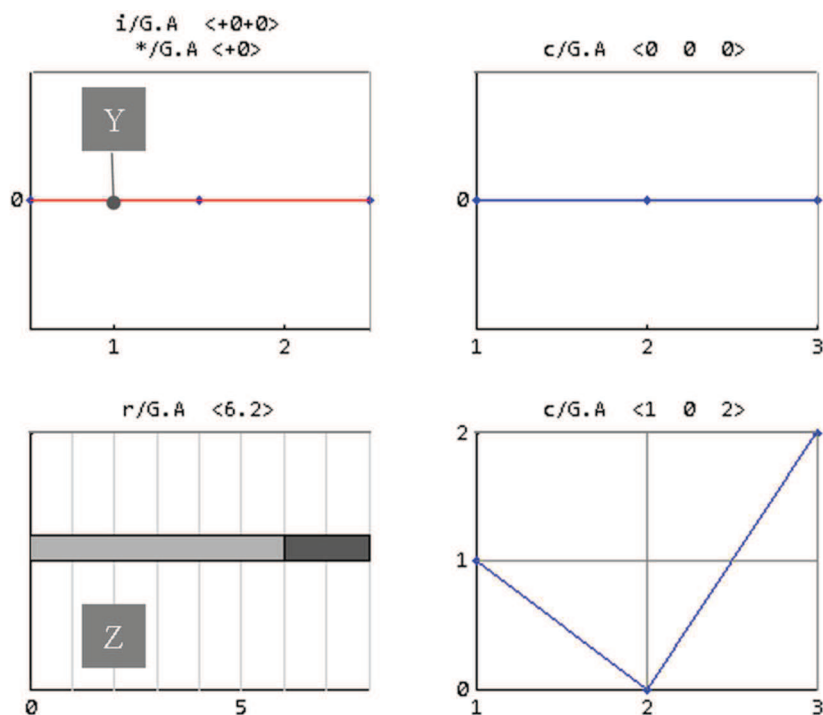 i/G.A <+0+0>
*/G.A <+0>
Y
0
1 2
c/G.A <0 0 0>
0
1 2 3
r/G.A <6.2>
Z
0 5
c/G.A <1 0 2>
2
1
0
1 2 3